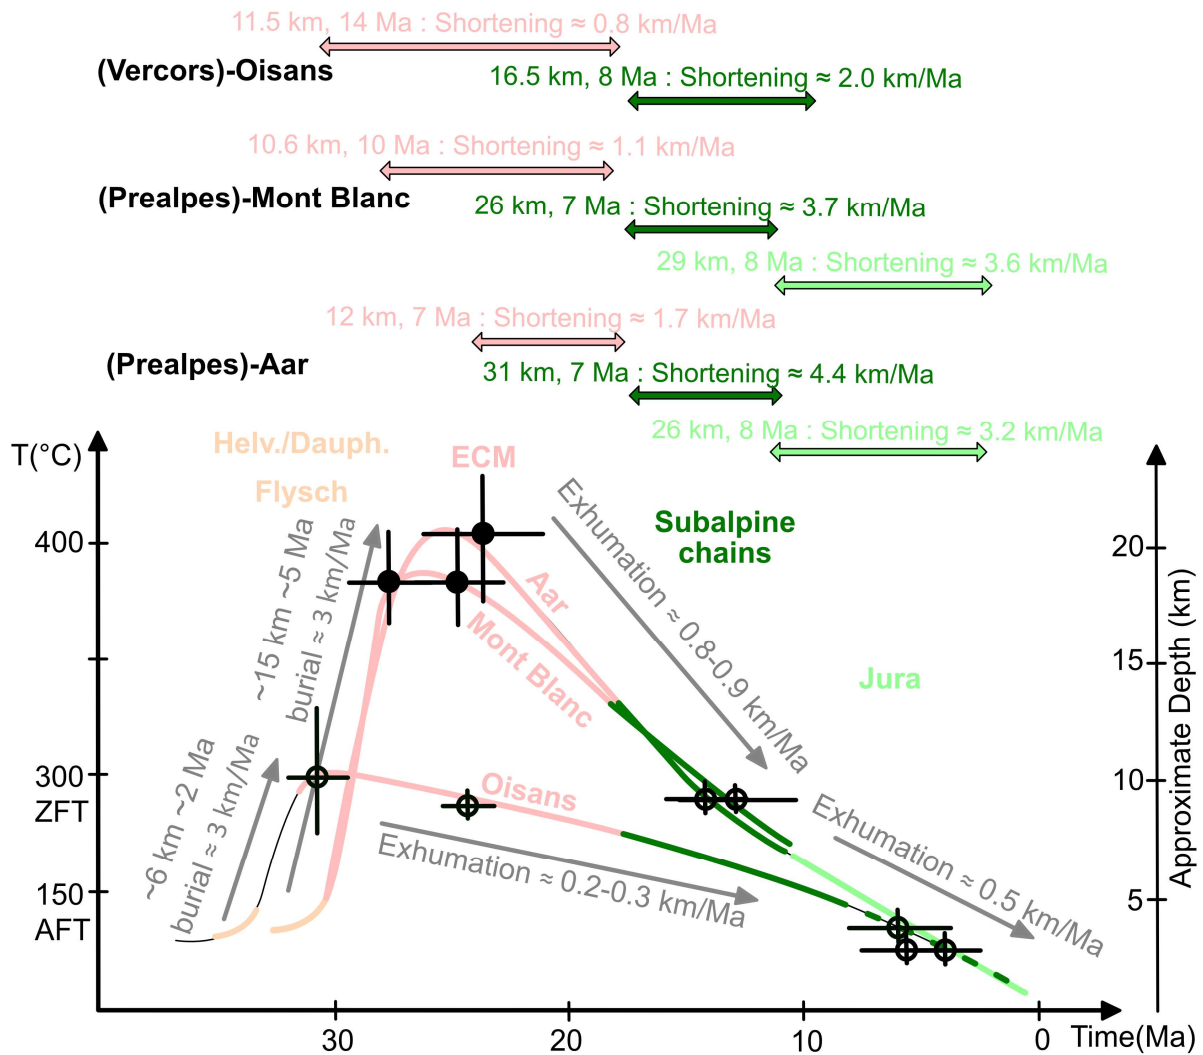 11.5 km, 14 Ma : Shortening ≈ 0.8 km/Ma
(Vercors)-Oisans
16.5 km, 8 Ma : Shortening ≈ 2.0 km/Ma
10.6 km, 10 Ma : Shortening ≈ 1.1 km/Ma
(Prealpes)-Mont Blanc
26 km, 7 Ma : Shortening ≈ 3.7 km/Ma
29 km, 8 Ma : Shortening ≈ 3.6 km/Ma
12 km, 7 Ma : Shortening ≈ 1.7 km/Ma
(Prealpes)-Aar
31 km, 7 Ma : Shortening ≈ 4.4 km/Ma
26 km, 8 Ma : Shortening ≈ 3.2 km/Ma
T(°C)
Helv./Dauph.
Flysch
ECM
Subalpine
chains
Jura
400
300
ZFT
150
AFT
~6 km ~2 Ma
burial ≈ 3 km/Ma
~15 km ~5 Ma
burial ≈ 3 km/Ma
Aar
Mont Blanc
Oisans
Exhumation ≈ 0.8-0.9 km/Ma
Exhumation ≈ 0.2-0.3 km/Ma
Exhumation ≈ 0.5 km/Ma
20
15
10
5
Approximate Depth (km)
30
20
10
0
Time(Ma)